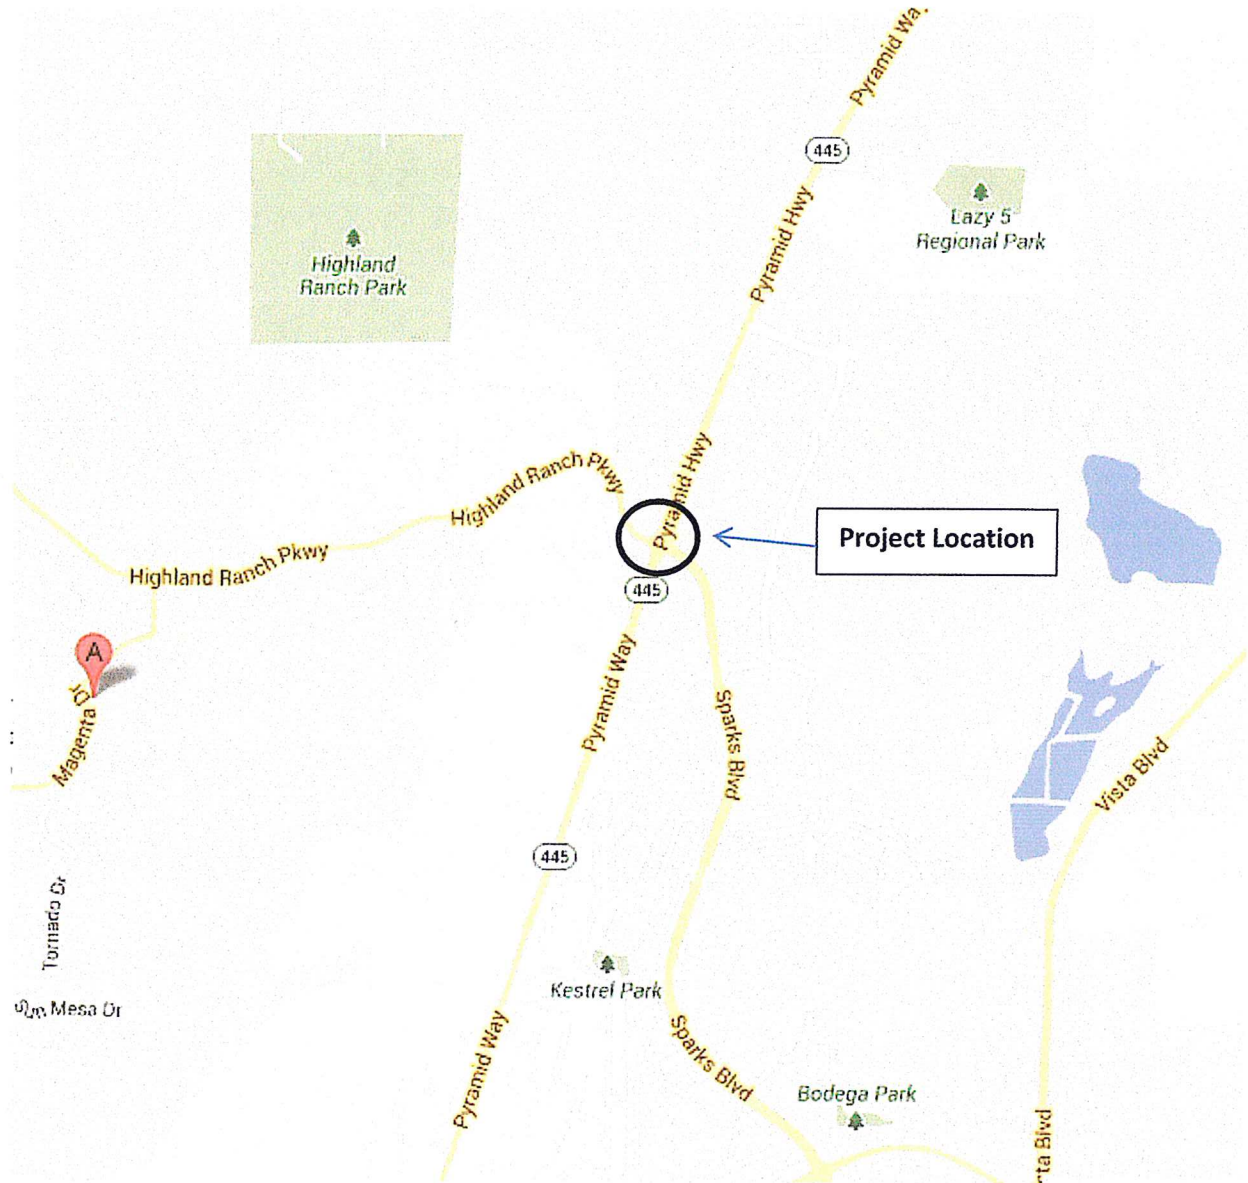 Pyramid Wa
445
Pyramid Hwy
Lazy 5
Regional Park
Highland
Ranch Park
Pyramid Hwy
Highland Ranch Pkwy
Project Location
Highland Ranch Pkwy
445
A
Pyramid Way
Magenta Dr
Sparks Blvd
Vista Blvd
445
Tornado Dr
Kestrel Park
Mesa Dr
Pyramid Way
Sparks Blvd
Bodega Park
ta Blvd